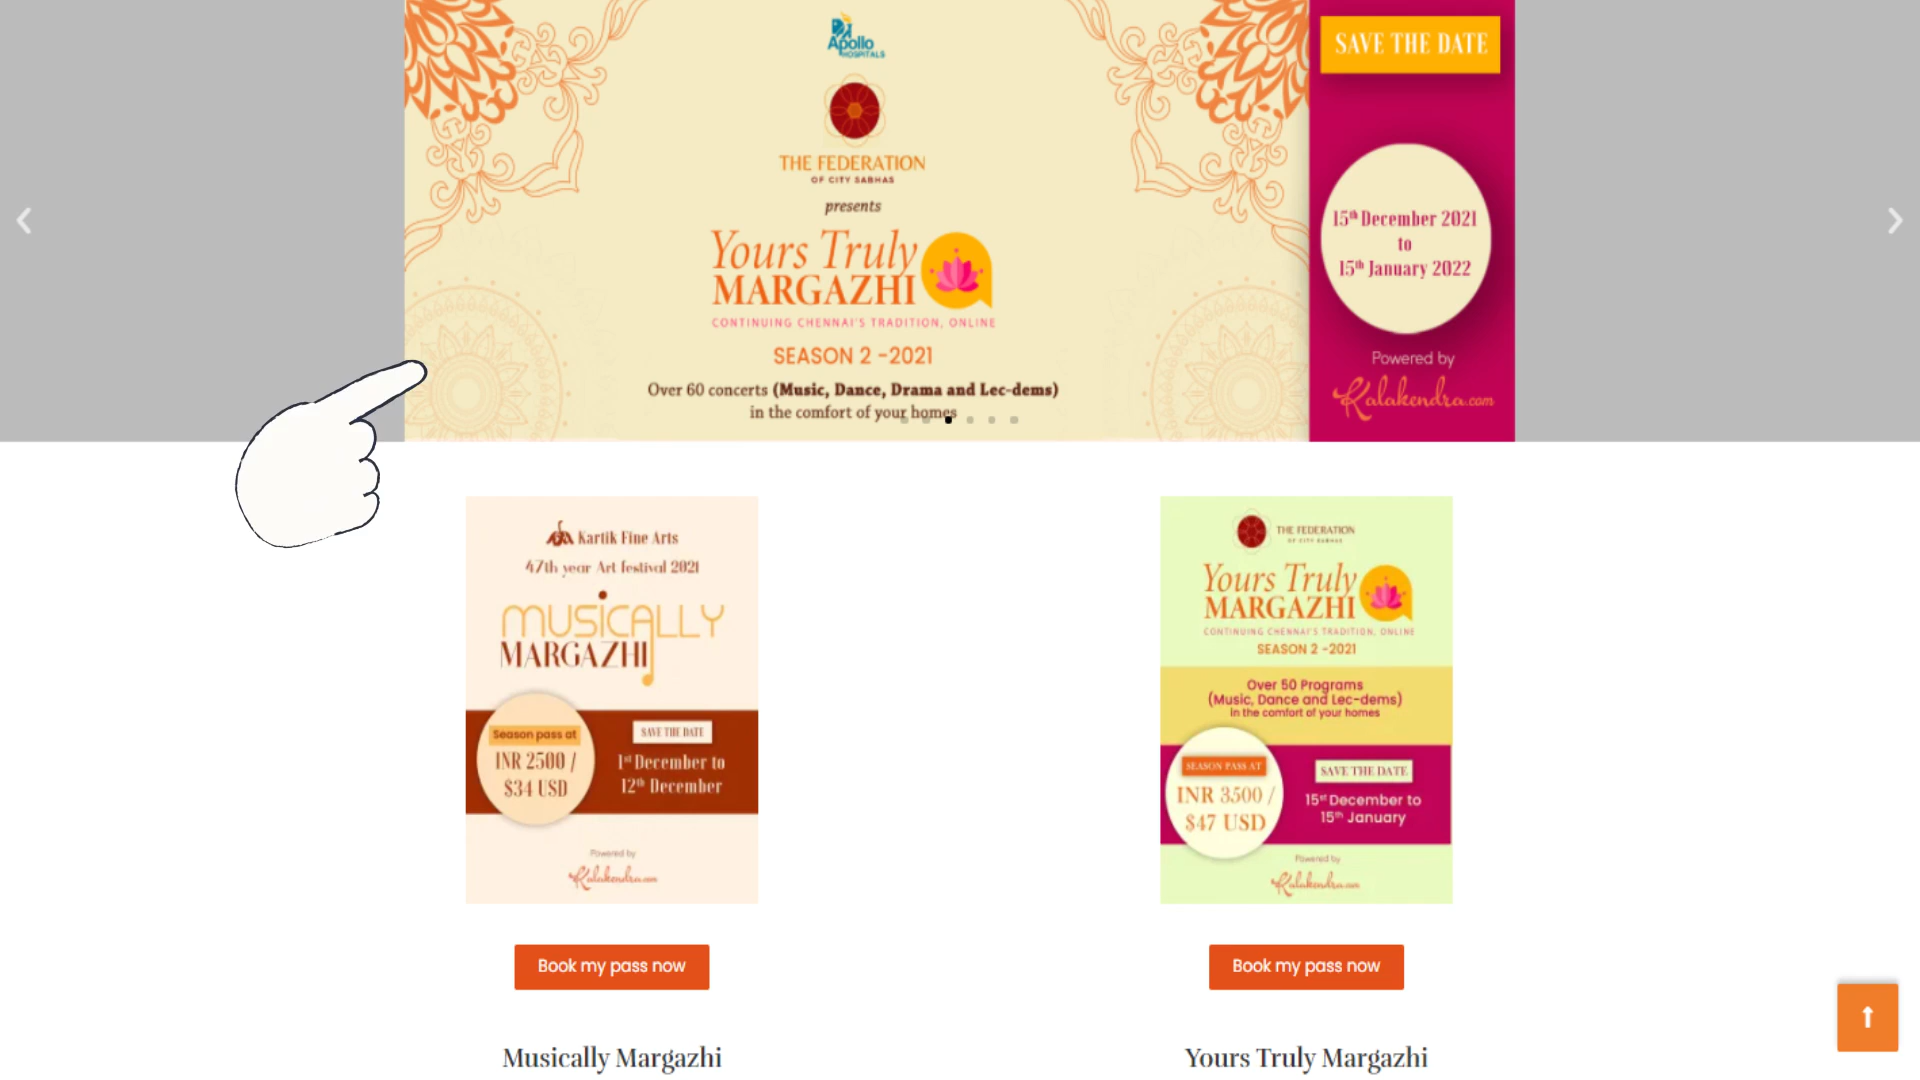 Apollo
HOSPITALS
THE FEDERATION
OF CITY SABHAS
presents
Yours Truly
MARGAZHI
CONTINUING CHENNAI'S TRADITION, ONLINE
SEASON 2 -2021
Over 60 concerts (Music, Dance, Drama and Lec-dems)
in the comfort of your homes
SAVE THE DATE
15th December 2021
to
15th January 2022
Powered by
Kalakendra.com
Kartik Fine Arts
47th year Art festival 2021
MUSICALLY
MARGAZHI
Season pass at
INR 2500 /
$34 USD
SAVE THE DATE
1st December to
12th December
Powered by
Kalakendra.com
Book my pass now
Musically Margazhi
THE FEDERATION
OF CITY SABHAS
Yours Truly
MARGAZHI
CONTINUING CHENNAI'S TRADITION, ONLINE
SEASON 2 -2021
Over 50 Programs
(Music, Dance and Lec-dems)
in the comfort of your homes
SEASON PASS AT
INR 3500 /
$47 USD
SAVE THE DATE
15st December to
15th January
Powered by
Kalakendra.com
Book my pass now
Yours Truly Margazhi